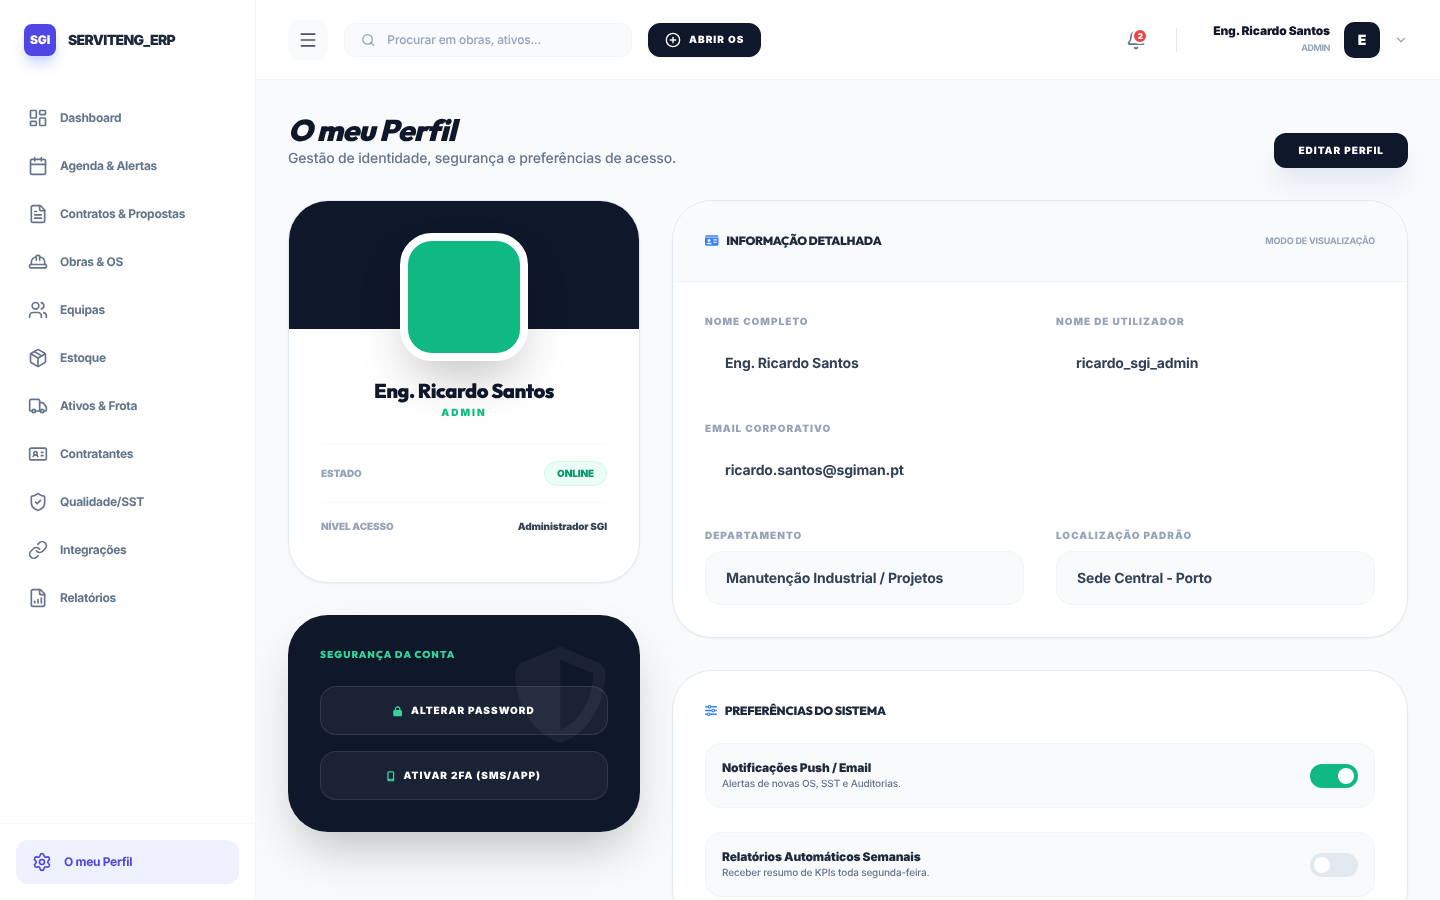 SGI SERVITENG_ERP
Procurar em obras, ativos...
ABRIR OS
2
Eng. Ricardo Santos
ADMIN
E
Dashboard
Agenda & Alertas
Contratos & Propostas
Obras & OS
Equipas
Estoque
Ativos & Frota
Contratantes
Qualidade/SST
Integrações
Relatórios
O meu Perfil
O meu Perfil
Gestão de identidade, segurança e preferências de acesso.
EDITAR PERFIL
Eng. Ricardo Santos
ADMIN
ESTADO ONLINE
NÍVEL ACESSO Administrador SGI
SEGURANÇA DA CONTA
ALTERAR PASSWORD
ATIVAR 2FA (SMS/APP)
INFORMAÇÃO DETALHADA
MODO DE VISUALIZAÇÃO
NOME COMPLETO
Eng. Ricardo Santos
NOME DE UTILIZADOR
ricardo_sgi_admin
EMAIL CORPORATIVO
ricardo.santos@sgiman.pt
DEPARTAMENTO
Manutenção Industrial / Projetos
LOCALIZAÇÃO PADRÃO
Sede Central - Porto
PREFERÊNCIAS DO SISTEMA
Notificações Push / Email
Alertas de novas OS, SST e Auditorias.
Relatórios Automáticos Semanais
Receber resumo de KPIs toda segunda-feira.